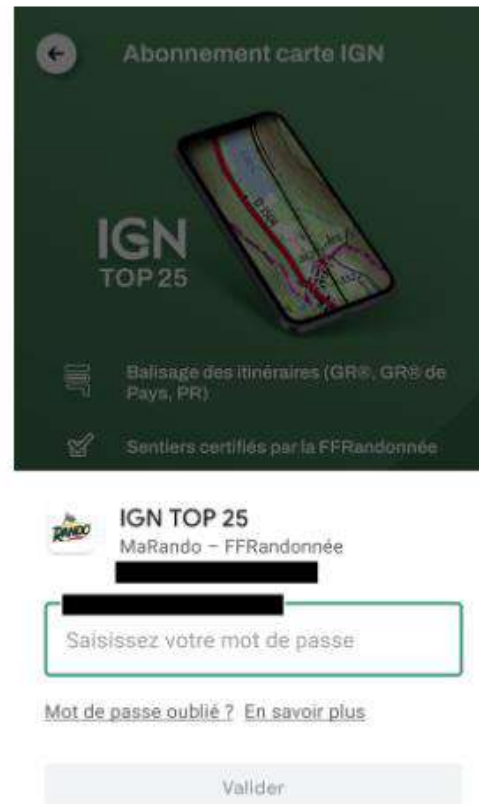 Abonnement carte IGN
IGN
TOP 25
Balisage des itinéraires (GR®, GR® de
Pays, PR)
Sentiers certifiés par la FFRandonnée
RANDO
IGN TOP 25
MaRando – FFRandonnée
Saisissez votre mot de passe
Mot de passe oublié ? En savoir plus
Valider